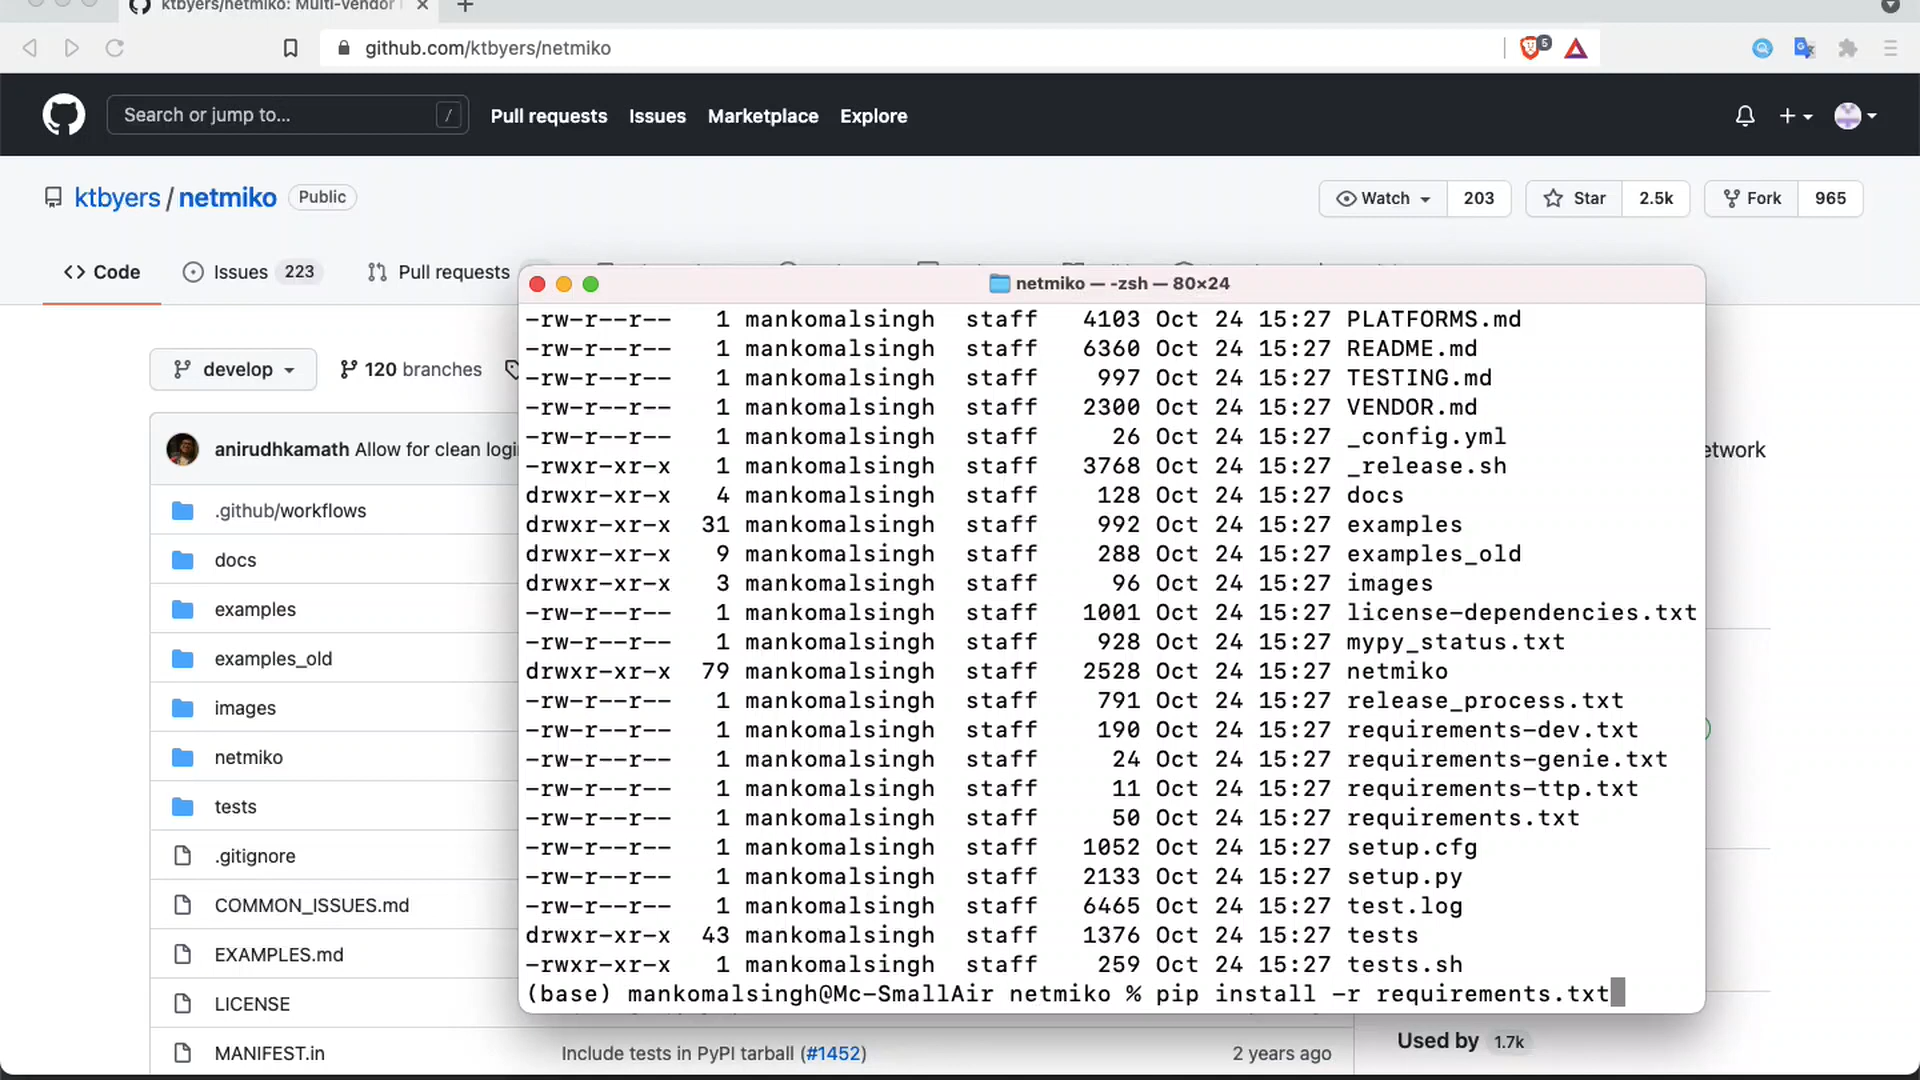 ktbyers/netmiko: Multi-vendor
github.com/ktbyers/netmiko
5
Search or jump to... /
Pull requests Issues Marketplace Explore
ktbyers / netmiko Public
Watch 203 Star 2.5k Fork 965
Code Issues 223 Pull requests
netmiko — -zsh — 80×24
-rw-r--r-- 1 mankomalsingh staff 4103 Oct 24 15:27 PLATFORMS.md
-rw-r--r-- 1 mankomalsingh staff 6360 Oct 24 15:27 README.md
-rw-r--r-- 1 mankomalsingh staff 997 Oct 24 15:27 TESTING.md
-rw-r--r-- 1 mankomalsingh staff 2300 Oct 24 15:27 VENDOR.md
-rw-r--r-- 1 mankomalsingh staff 26 Oct 24 15:27 _config.yml
-rwxr-xr-x 1 mankomalsingh staff 3768 Oct 24 15:27 _release.sh
drwxr-xr-x 4 mankomalsingh staff 128 Oct 24 15:27 docs
drwxr-xr-x 31 mankomalsingh staff 992 Oct 24 15:27 examples
drwxr-xr-x 9 mankomalsingh staff 288 Oct 24 15:27 examples_old
drwxr-xr-x 3 mankomalsingh staff 96 Oct 24 15:27 images
-rw-r--r-- 1 mankomalsingh staff 1001 Oct 24 15:27 license-dependencies.txt
-rw-r--r-- 1 mankomalsingh staff 928 Oct 24 15:27 mypy_status.txt
drwxr-xr-x 79 mankomalsingh staff 2528 Oct 24 15:27 netmiko
-rw-r--r-- 1 mankomalsingh staff 791 Oct 24 15:27 release_process.txt
-rw-r--r-- 1 mankomalsingh staff 190 Oct 24 15:27 requirements-dev.txt
-rw-r--r-- 1 mankomalsingh staff 24 Oct 24 15:27 requirements-genie.txt
-rw-r--r-- 1 mankomalsingh staff 11 Oct 24 15:27 requirements-ttp.txt
-rw-r--r-- 1 mankomalsingh staff 50 Oct 24 15:27 requirements.txt
-rw-r--r-- 1 mankomalsingh staff 1052 Oct 24 15:27 setup.cfg
-rw-r--r-- 1 mankomalsingh staff 2133 Oct 24 15:27 setup.py
-rw-r--r-- 1 mankomalsingh staff 6465 Oct 24 15:27 test.log
drwxr-xr-x 43 mankomalsingh staff 1376 Oct 24 15:27 tests
-rwxr-xr-x 1 mankomalsingh staff 259 Oct 24 15:27 tests.sh
(base) mankomalsingh@Mc-SmallAir netmiko % pip install -r requirements.txt
develop 120 branches
anirudhkamath Allow for clean logi
etwork
.github/workflows
docs
examples
examples_old
images
netmiko
tests
.gitignore
COMMON_ISSUES.md
EXAMPLES.md
LICENSE
MANIFEST.in Include tests in PyPI tarball (#1452) 2 years ago
Used by 1.7k